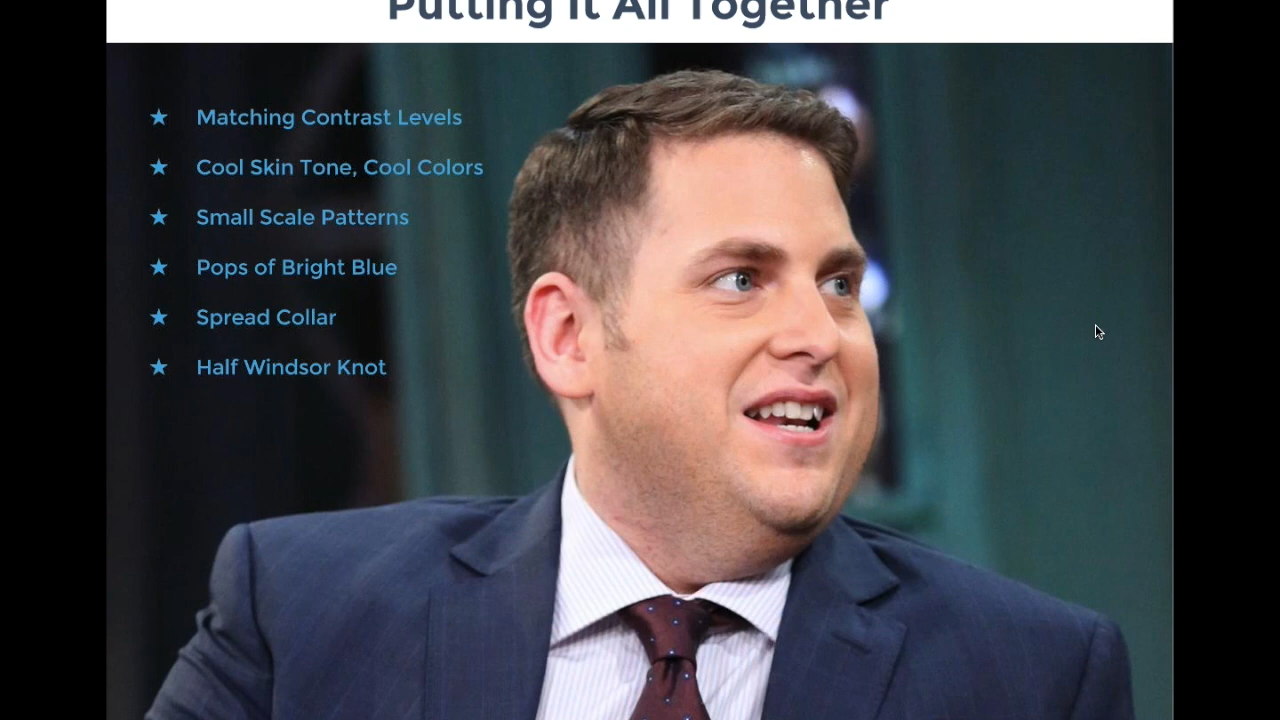 Putting It All Together
Matching Contrast Levels
Cool Skin Tone, Cool Colors
Small Scale Patterns
Pops of Bright Blue
Spread Collar
Half Windsor Knot